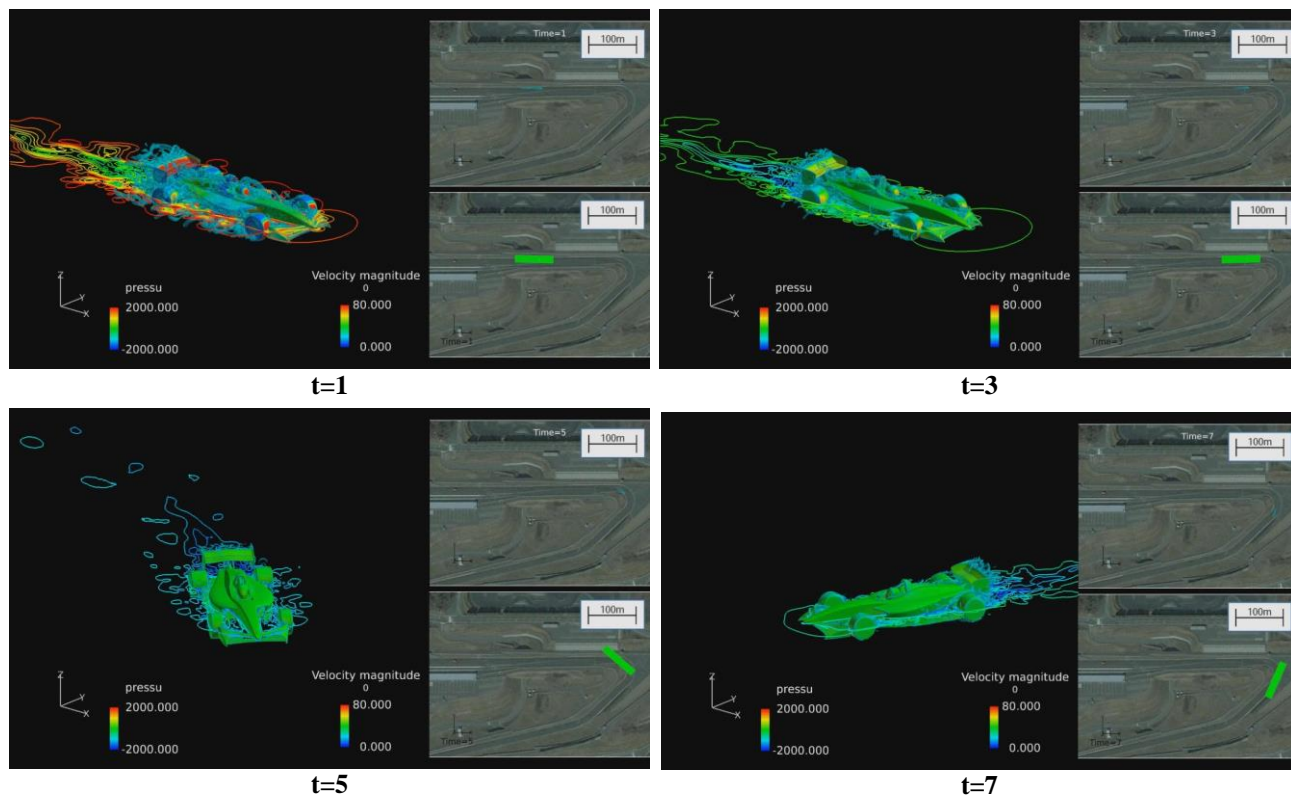 Time=1
100m
100m
Time=1
Z
Y
X
pressu
2000.000
-2000.000
Velocity magnitude
0
80.000
0.000
t=1
Time=3
100m
100m
Time=3
Z
Y
X
pressu
2000.000
-2000.000
Velocity magnitude
0
80.000
0.000
t=3
Time=5
100m
100m
Time=5
Z
Y
X
pressu
2000.000
-2000.000
Velocity magnitude
0
80.000
0.000
t=5
Time=7
100m
100m
Time=7
Z
Y
X
pressu
2000.000
-2000.000
Velocity magnitude
0
80.000
0.000
t=7